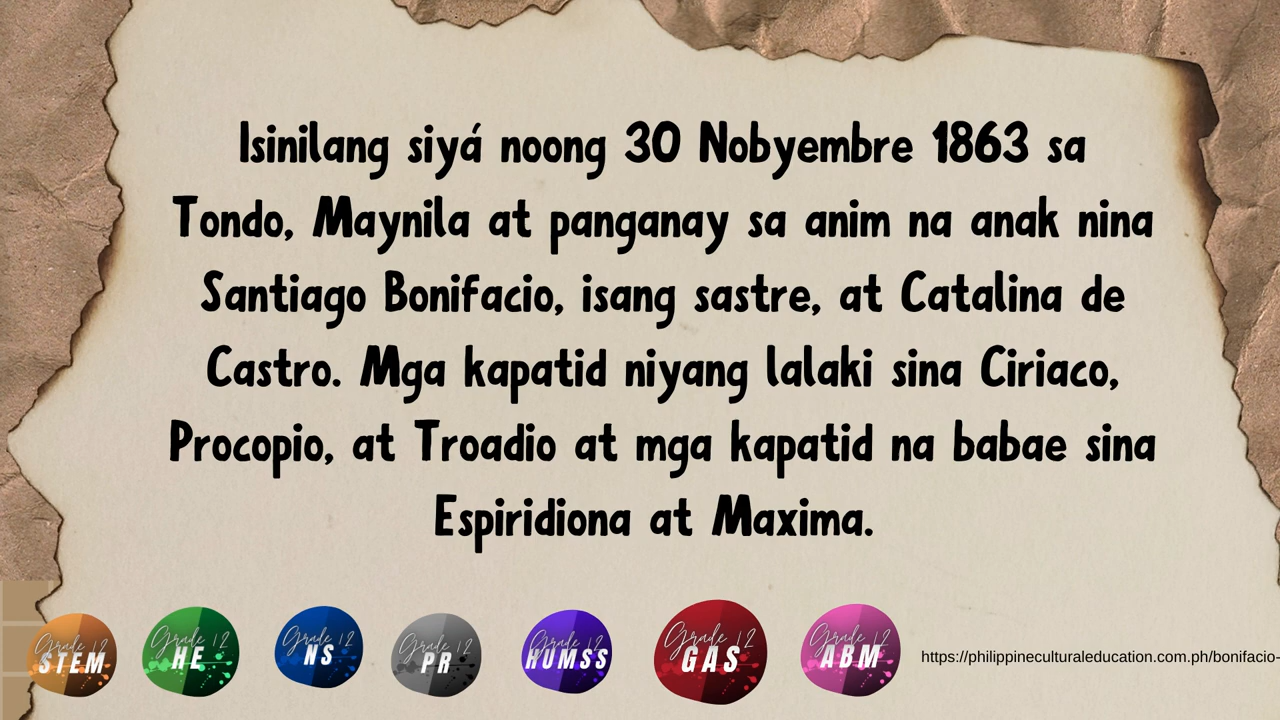 Isinilang siyá noong 30 Nobyembre 1863 sa
Tondo, Maynila at panganay sa anim na anak nina
Santiago Bonifacio, isang sastre, at Catalina de
Castro. Mga kapatid niyang lalaki sina Ciriaco,
Procopio, at Troadio at mga kapatid na babae sina
Espiridiona at Maxima.
Grade 12
STEM
Grade 12
HE
Grade 12
NS
Grade 12
PR
Grade 12
HUMSS
Grade 12
GAS
Grade 12
ABM
https://philippineculturaleducation.com.ph/bonifacio-